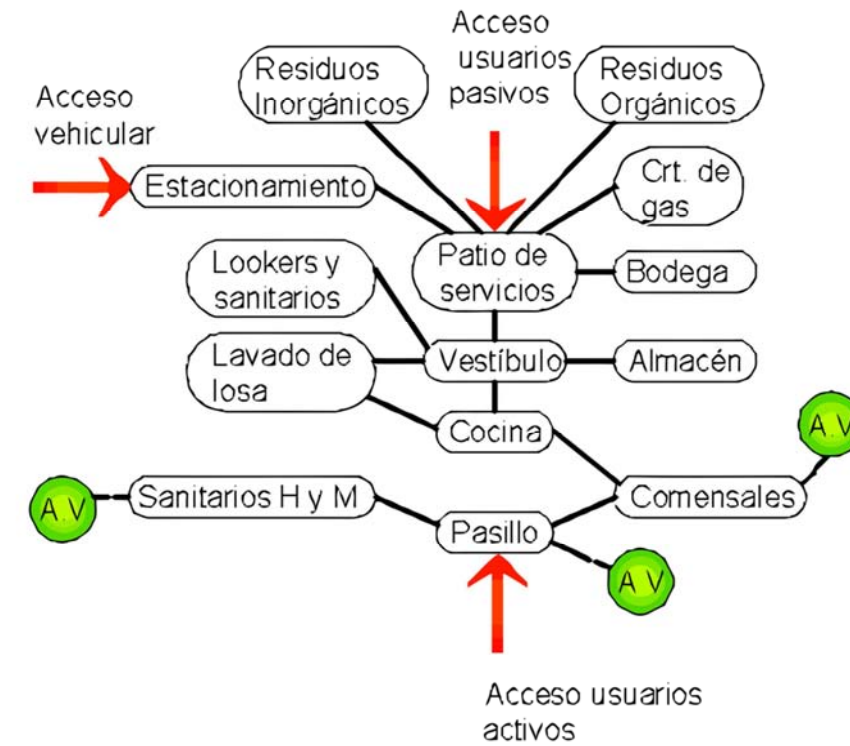 Acceso
usuarios
pasivos
Residuos
Inorgánicos
Residuos
Orgánicos
Acceso
vehicular
Estacionamiento
Crt. de
gas
Patio de
servicios
Bodega
Lookers y
sanitarios
Lavado de
losa
Vestíbulo
Almacén
Cocina
A.V
A.V
Sanitarios H y M
Comensales
Pasillo
A.V
Acceso usuarios
activos